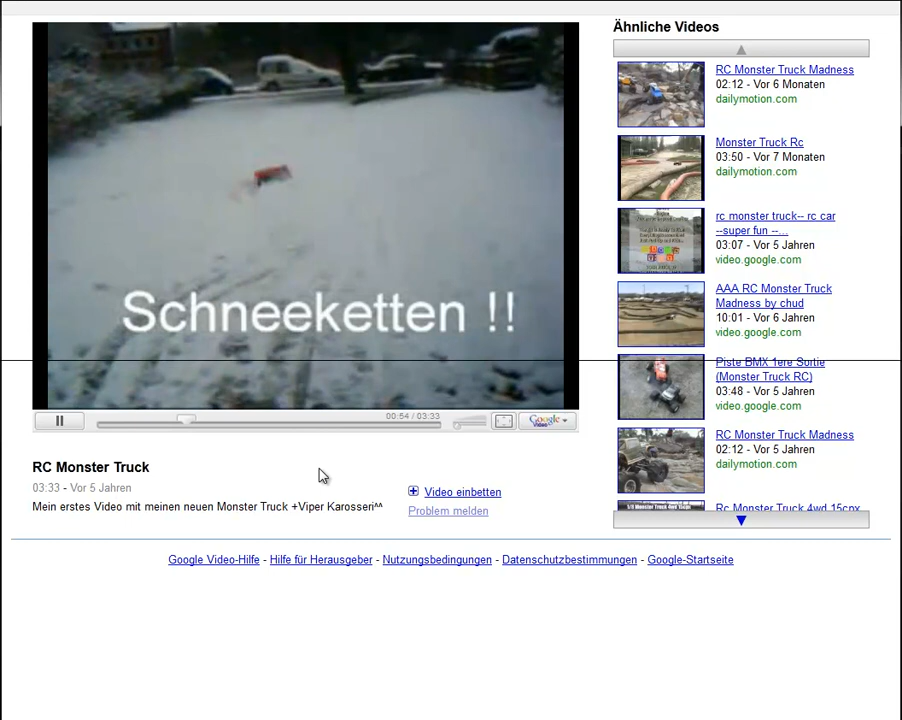 Schneeketten !!
00:54 / 03:33
Google
Video
RC Monster Truck
03:33 - Vor 5 Jahren
Mein erstes Video mit meinen neuen Monster Truck +Viper Karosseri^^
Video einbetten
Problem melden
Ähnliche Videos
RC Monster Truck Madness
02:12 - Vor 6 Monaten
dailymotion.com
Monster Truck Rc
03:50 - Vor 7 Monaten
dailymotion.com
rc monster truck-- rc car
--super fun --...
03:07 - Vor 5 Jahren
video.google.com
AAA RC Monster Truck
Madness by chud
10:01 - Vor 6 Jahren
video.google.com
Piste BMX 1ere Sortie
(Monster Truck RC)
03:48 - Vor 5 Jahren
video.google.com
RC Monster Truck Madness
02:12 - Vor 5 Jahren
dailymotion.com
Rc Monster Truck 4wd 15cpx
Google Video-Hilfe - Hilfe für Herausgeber - Nutzungsbedingungen - Datenschutzbestimmungen - Google-Startseite